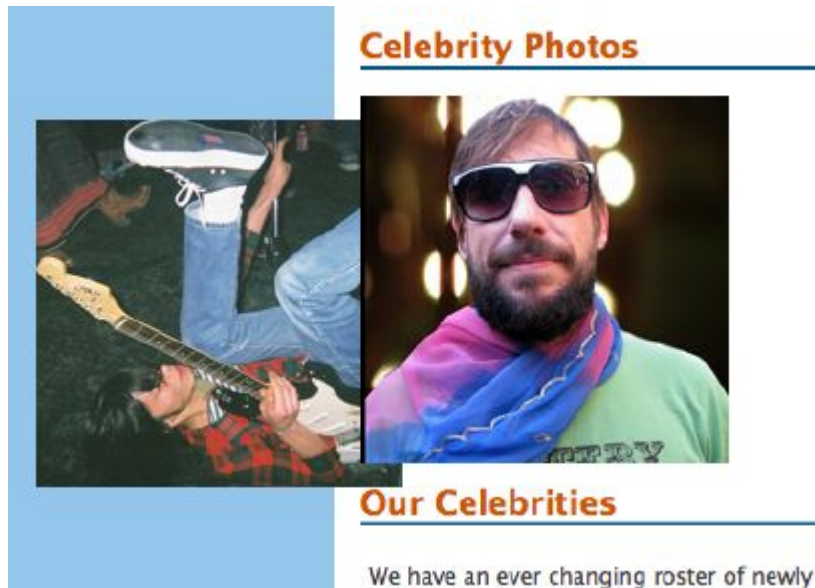 Celebrity Photos
Our Celebrities
We have an ever changing roster of newly